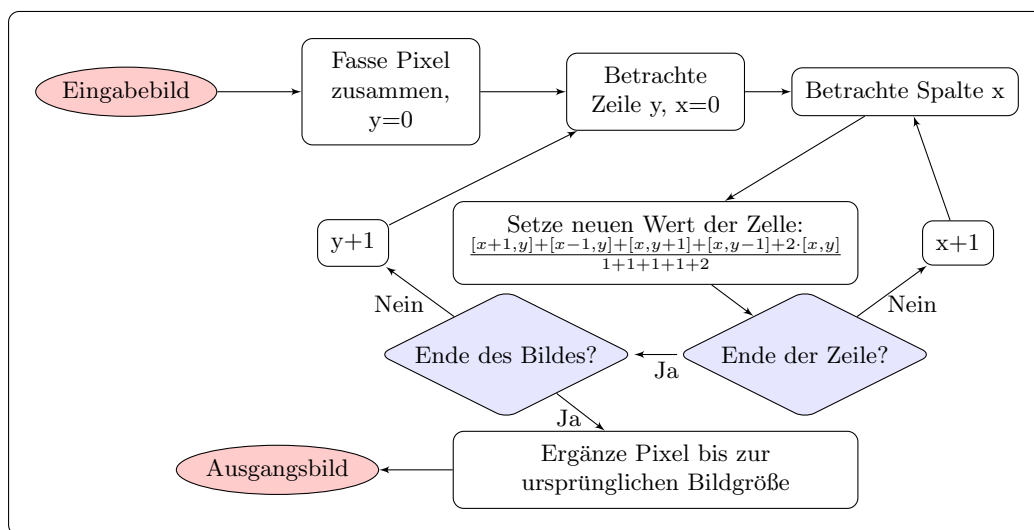 Eingabebild
Fasse Pixel
zusammen,
y=0
Betrachte
Zeile y, x=0
Betrachte Spalte x
y+1
Setze neuen Wert der Zelle:
[x+1,y]+[x−1,y]+[x,y+1]+[x,y−1]+2·[x,y]
1+1+1+1+2
x+1
Nein
Nein
Ende des Bildes?
Ja
Ende der Zeile?
Ja
Ausgangsbild
Ergänze Pixel bis zur
ursprünglichen Bildgröße